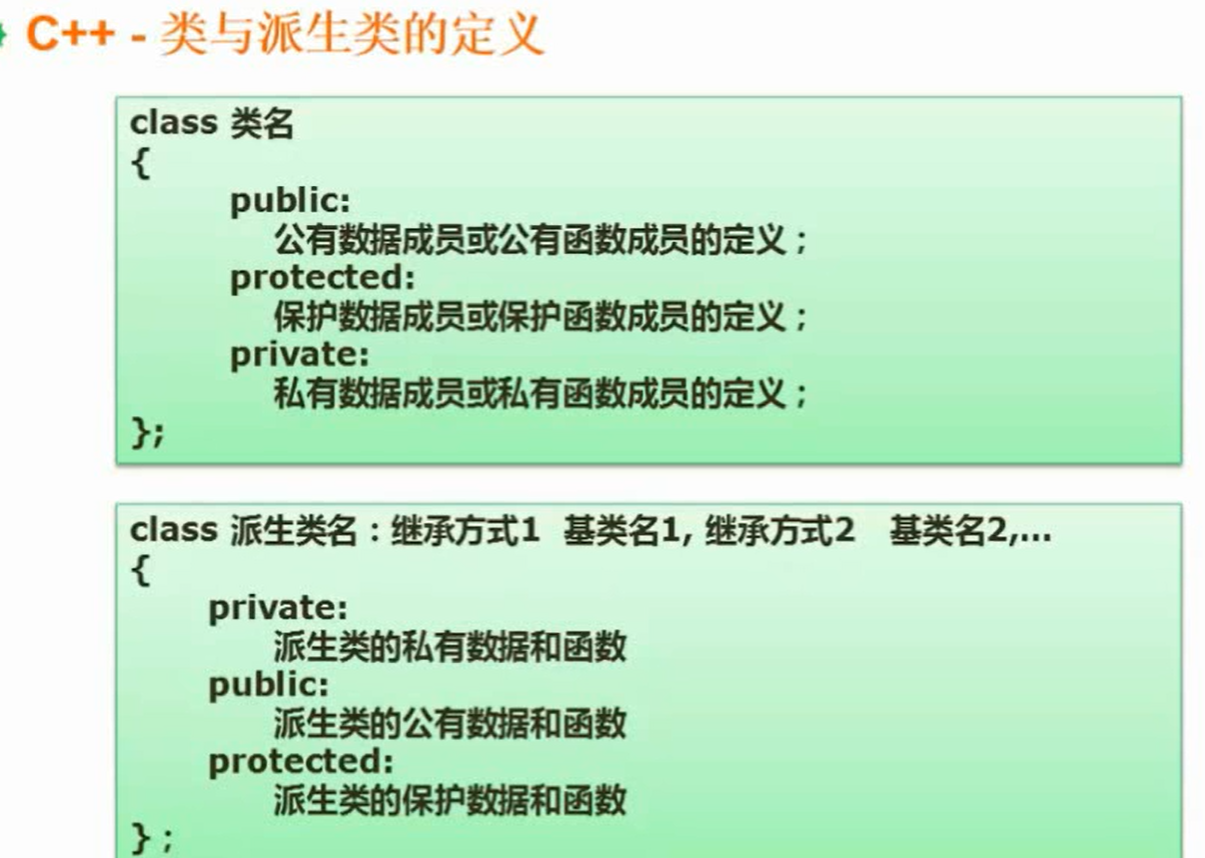 C++ - 类与派生类的定义
class 类名
{
public:
公有数据成员或公有函数成员的定义；
protected:
保护数据成员或保护函数成员的定义；
private:
私有数据成员或私有函数成员的定义；
};
class 派生类名：继承方式1 基类名1, 继承方式2 基类名2,...
{
private:
派生类的私有数据和函数
public:
派生类的公有数据和函数
protected:
派生类的保护数据和函数
}；